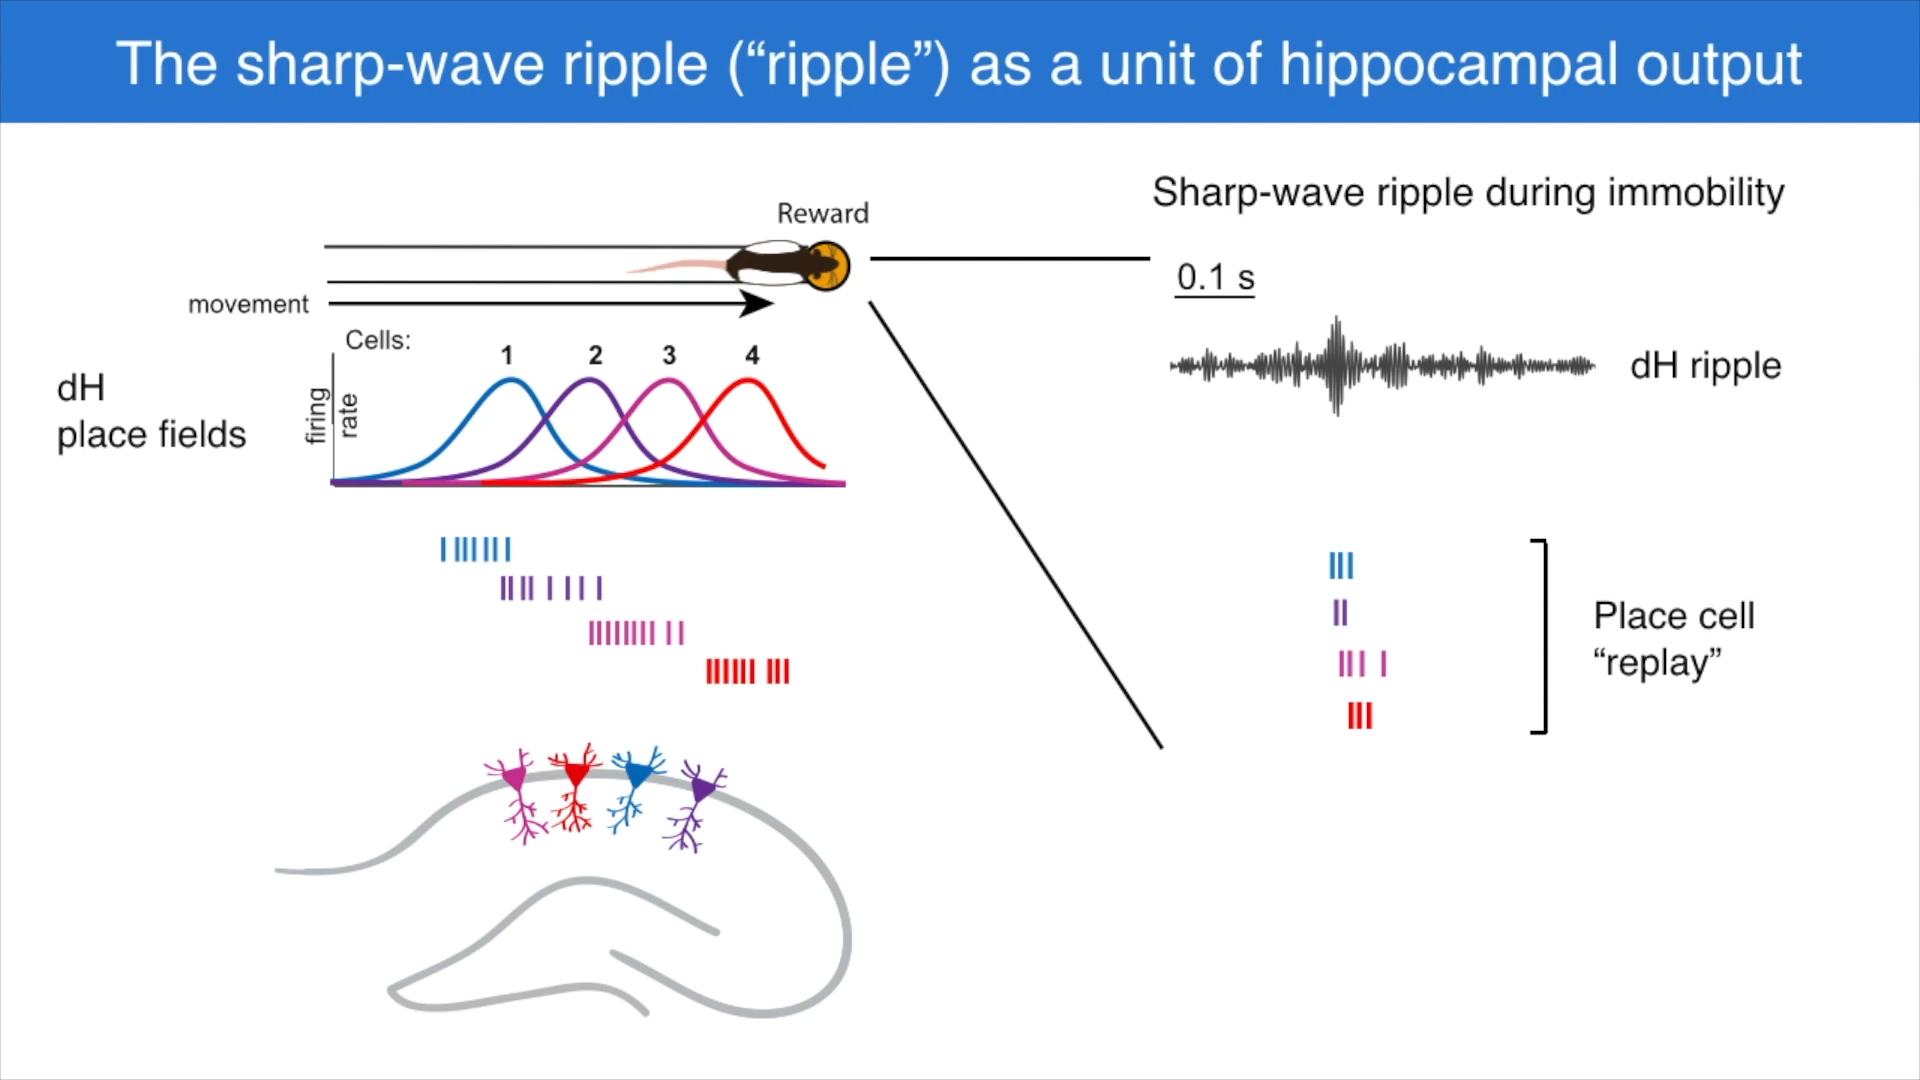 The sharp-wave ripple (“ripple”) as a unit of hippocampal output
Reward
movement
Cells:
1 2 3 4
firing
rate
dH
place fields
Sharp-wave ripple during immobility
0.1 s
dH ripple
Place cell
“replay”